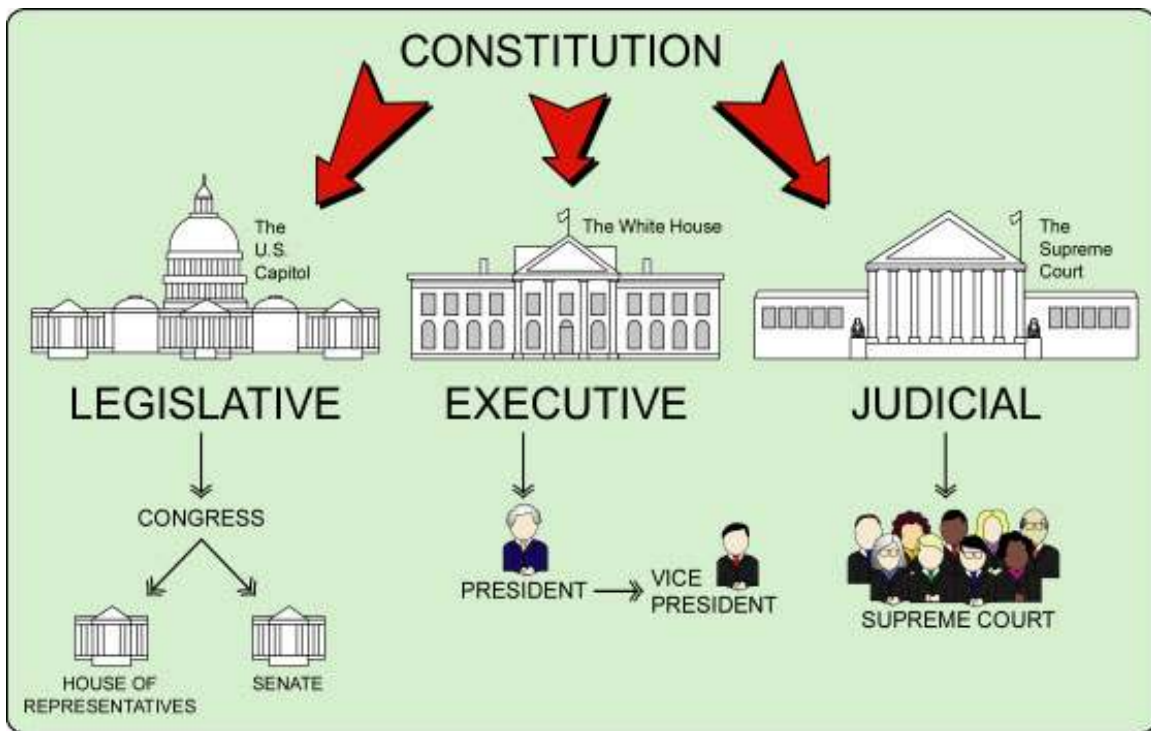 CONSTITUTION
The
U.S.
Capitol
The White House
The
Supreme
Court
LEGISLATIVE
EXECUTIVE
JUDICIAL
CONGRESS
PRESIDENT
VICE
PRESIDENT
SUPREME COURT
HOUSE OF
REPRESENTATIVES
SENATE